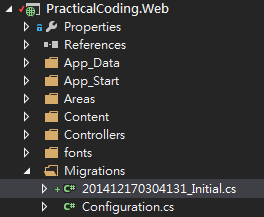 PracticalCoding.Web
Properties
References
App_Data
App_Start
Areas
Content
Controllers
fonts
Migrations
C# 201412170304131_Initial.cs
C# Configuration.cs